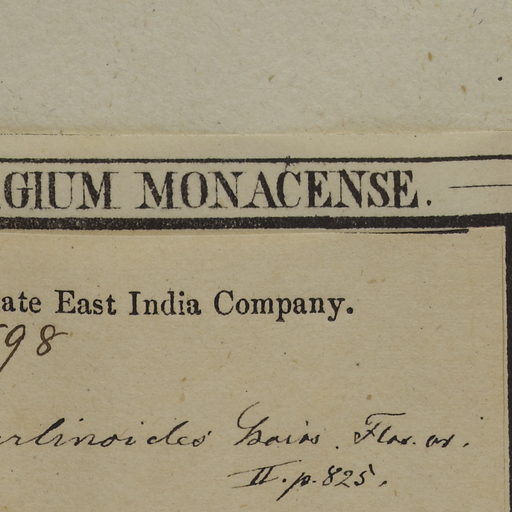 GIUM MONACENSE.
ate East India Company.
98
rlinoides Boiss. Flor. or.
II. p. 825.